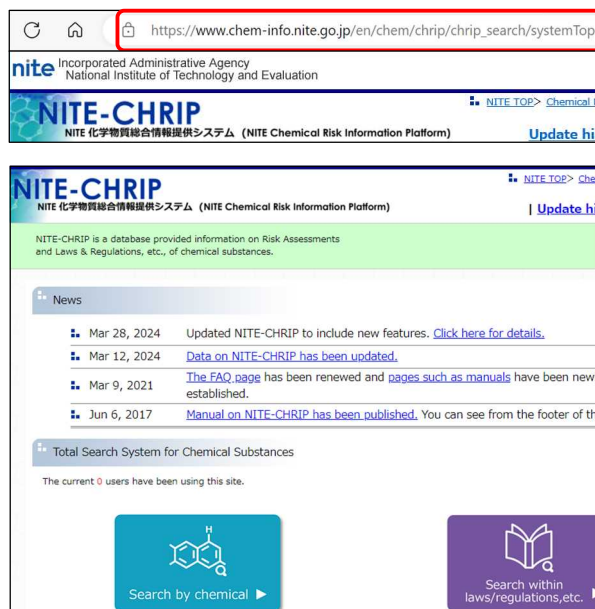 https://www.chem-info.nite.go.jp/en/chem/chrip/chrip_search/systemTop
nite Incorporated Administrative Agency
National Institute of Technology and Evaluation
NITE TOP> Chemical
NITE-CHRIP
NITE 化学物質総合情報提供システム (NITE Chemical Risk Information Platform)
Update hi
NITE TOP> Che
NITE-CHRIP
NITE 化学物質総合情報提供システム (NITE Chemical Risk Information Platform)
| Update hi
NITE-CHRIP is a database provided information on Risk Assessments
and Laws & Regulations, etc., of chemical substances.
News
Mar 28, 2024 Updated NITE-CHRIP to include new features. Click here for details.
Mar 12, 2024 Data on NITE-CHRIP has been updated.
Mar 9, 2021 The FAQ page has been renewed and pages such as manuals have been new
established.
Jun 6, 2017 Manual on NITE-CHRIP has been published. You can see from the footer of th
Total Search System for Chemical Substances
The current 0 users have been using this site.
H
Search by chemical ▶
Search within
laws/regulations,etc.